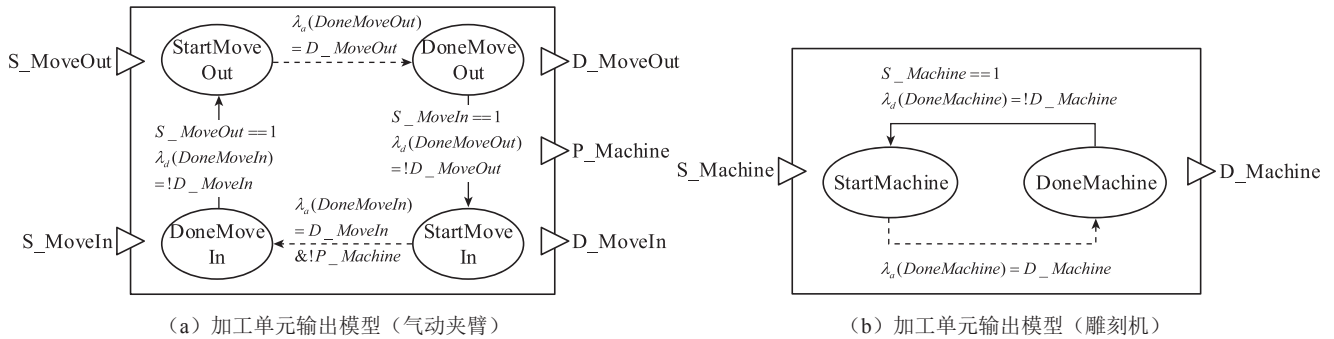 S_MoveOut
StartMove
Out
λa(DoneMoveOut)
=D_MoveOut
DoneMove
Out
D_MoveOut
S_MoveOut==1
λd(DoneMoveIn)
=!D_MoveIn
S_MoveIn==1
λd(DoneMoveOut)
=!D_MoveOut
P_Machine
S_MoveIn
DoneMove
In
λa(DoneMoveIn)
=D_MoveIn
&!P_Machine
StartMove
In
D_MoveIn
（a）加工单元输出模型（气动夹臂）
S_Machine==1
λd(DoneMachine)=!D_Machine
S_Machine
StartMachine
DoneMachine
D_Machine
λa(DoneMachine)=D_Machine
（b）加工单元输出模型（雕刻机）